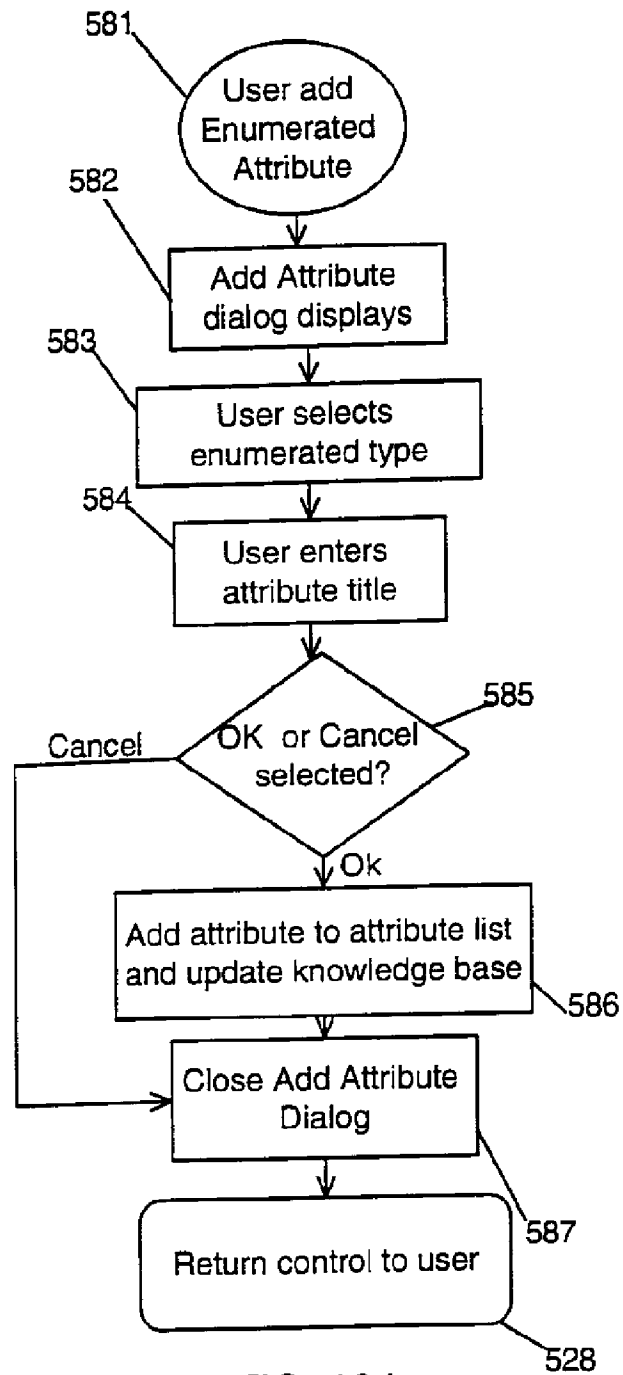 581
User add
Enumerated
Attribute
582
Add Attribute
dialog displays
583
User selects
enumerated type
584
User enters
attribute title
585
OK or Cancel
selected?
Cancel
Ok
Add attribute to attribute list
and update knowledge base
586
Close Add Attribute
Dialog
587
Return control to user
528